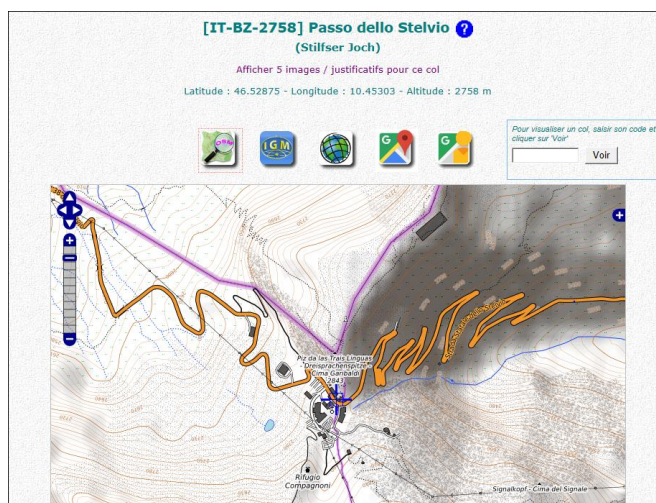 [IT-BZ-2758] Passo dello Stelvio ?
(Stilfser Joch)
Afficher 5 images / justificatifs pour ce col
Latitude : 46.52875 - Longitude : 10.45303 - Altitude : 2758 m
Pour visualiser un col, saisir son code et
cliquer sur 'Voir'
Voir
IGM
G
G
Piz da las Trais Linguas
- Dreisprachenspitze -
Cima Garibaldi
2843
Rifugio
Compagnoni
Signalkopf - Cima del Signale